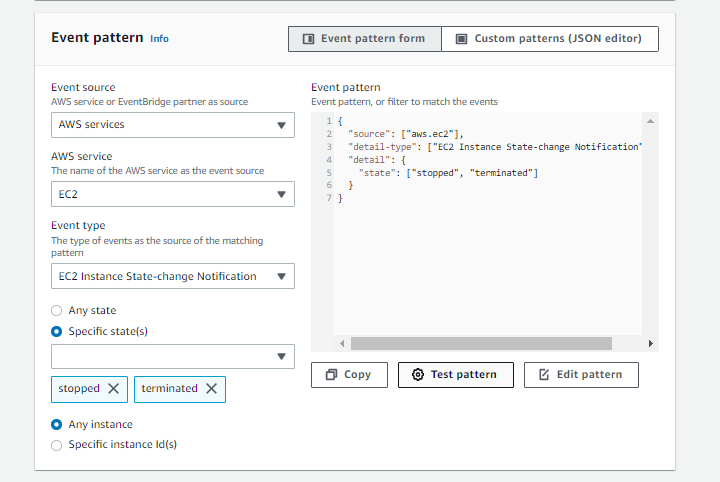 Event pattern Info
Event pattern form
Custom patterns (JSON editor)
Event source
AWS service or EventBridge partner as source
AWS services
AWS service
The name of the AWS service as the event source
EC2
Event type
The type of events as the source of the matching
pattern
EC2 Instance State-change Notification
Any state
Specific state(s)
stopped
terminated
Any instance
Specific instance Id(s)
Event pattern
Event pattern, or filter to match the events
1 {
2 "source": ["aws.ec2"],
3 "detail-type": ["EC2 Instance State-change Notification"
4 "detail": {
5 "state": ["stopped", "terminated"]
6 }
7 }
Copy
Test pattern
Edit pattern